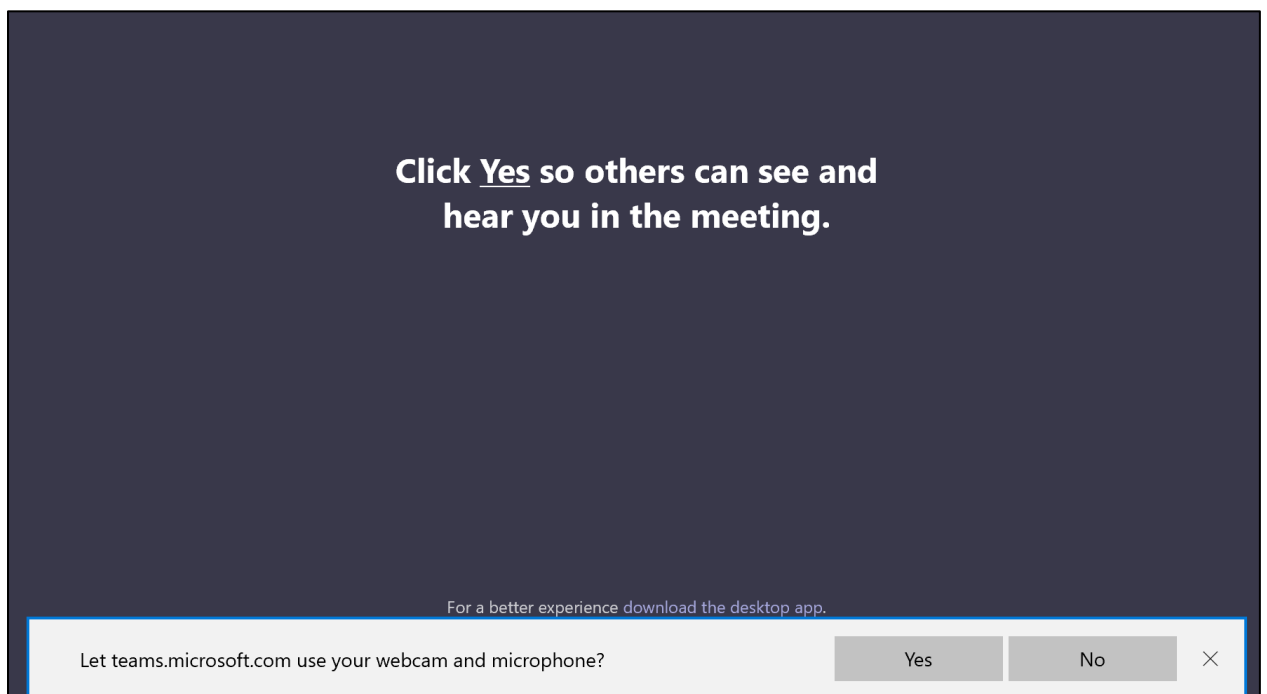 Click Yes so others can see and
hear you in the meeting.
For a better experience download the desktop app.
Let teams.microsoft.com use your webcam and microphone?
Yes
No